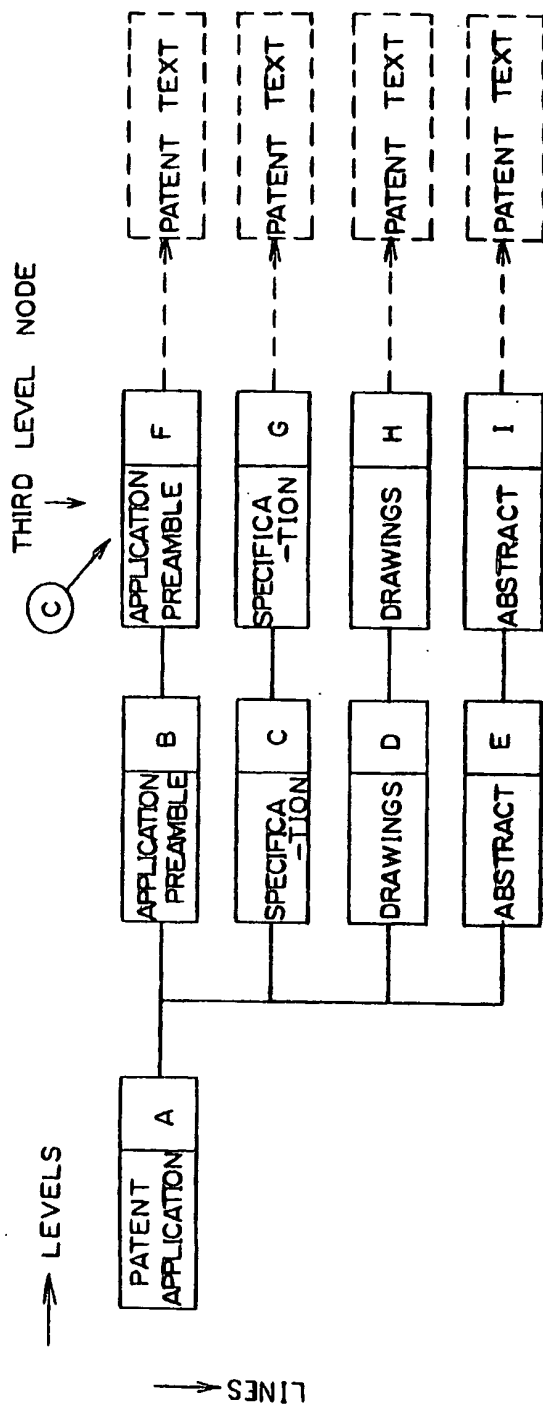 LEVELS
LINES
THIRD LEVEL NODE
C
PATENT
APPLICATION
A
APPLICATION
PREAMBLE
B
APPLICATION
PREAMBLE
F
PATENT TEXT
SPECIFICA
-TION
C
SPECIFICA
-TION
G
PATENT TEXT
DRAWINGS
D
DRAWINGS
H
PATENT TEXT
ABSTRACT
E
ABSTRACT
I
PATENT TEXT